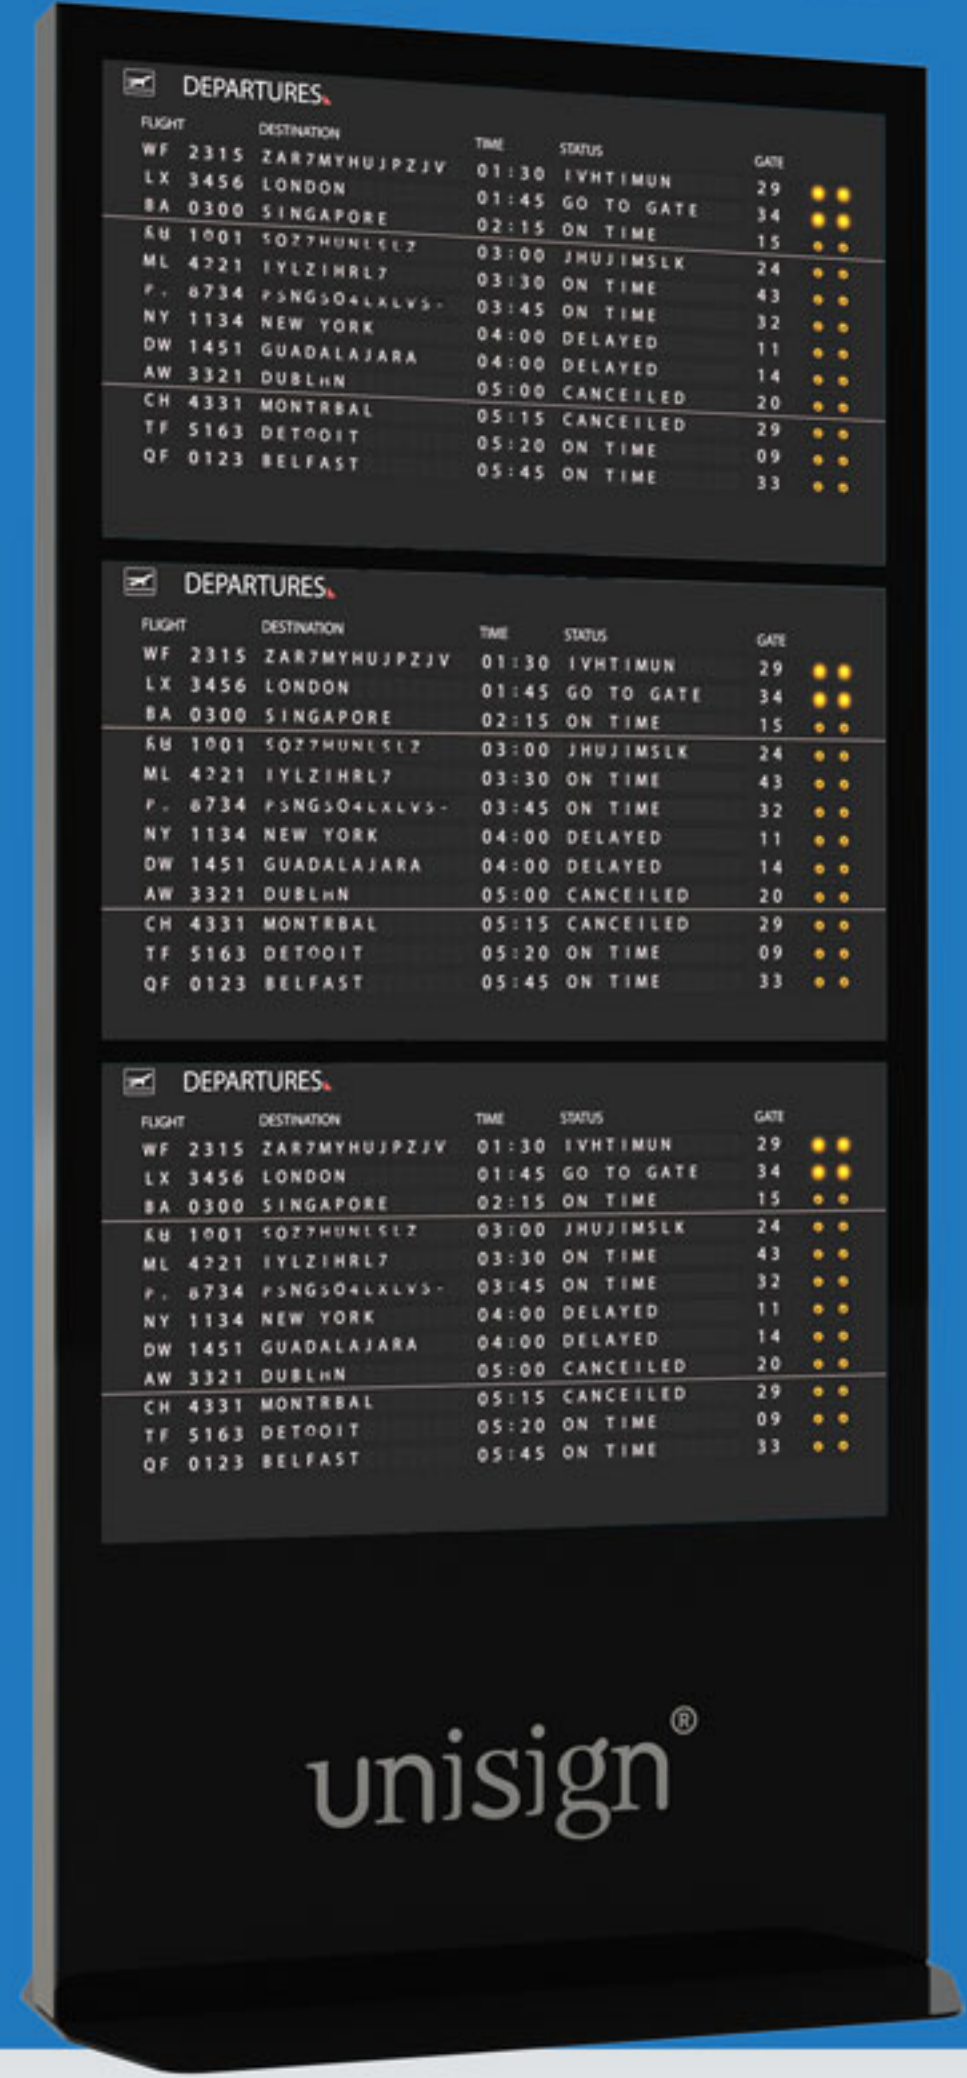 DEPARTURES
FLIGHT DESTINATION TIME STATUS GATE
WF 2315 ZAR7MYHUJPZJV 01:30 IVHTIMUN 29
LX 3456 LONDON 01:45 GO TO GATE 34
BA 0300 SINGAPORE 02:15 ON TIME 15
1001 03:00 JHUJIMSLK 24
ML 4221 IYLZIHRL7 03:30 ON TIME 43
8734 03:45 ON TIME 32
NY 1134 NEW YORK 04:00 DELAYED 11
DW 1451 GUADALAJARA 04:00 DELAYED 14
AW 3321 DUBLHN 05:00 CANCEILED 20
CH 4331 MONTRBAL 05:15 CANCEILED 29
TF 5163 DETOOIT 05:20 ON TIME 09
QF 0123 BELFAST 05:45 ON TIME 33
DEPARTURES
FLIGHT DESTINATION TIME STATUS GATE
WF 2315 ZAR7MYHUJPZJV 01:30 IVHTIMUN 29
LX 3456 LONDON 01:45 GO TO GATE 34
BA 0300 SINGAPORE 02:15 ON TIME 15
1001 03:00 JHUJIMSLK 24
ML 4221 IYLZIHRL7 03:30 ON TIME 43
8734 03:45 ON TIME 32
NY 1134 NEW YORK 04:00 DELAYED 11
DW 1451 GUADALAJARA 04:00 DELAYED 14
AW 3321 DUBLHN 05:00 CANCEILED 20
CH 4331 MONTRBAL 05:15 CANCEILED 29
TF 5163 DETOOIT 05:20 ON TIME 09
QF 0123 BELFAST 05:45 ON TIME 33
DEPARTURES
FLIGHT DESTINATION TIME STATUS GATE
WF 2315 ZAR7MYHUJPZJV 01:30 IVHTIMUN 29
LX 3456 LONDON 01:45 GO TO GATE 34
BA 0300 SINGAPORE 02:15 ON TIME 15
1001 03:00 JHUJIMSLK 24
ML 4221 IYLZIHRL7 03:30 ON TIME 43
8734 03:45 ON TIME 32
NY 1134 NEW YORK 04:00 DELAYED 11
DW 1451 GUADALAJARA 04:00 DELAYED 14
AW 3321 DUBLHN 05:00 CANCEILED 20
CH 4331 MONTRBAL 05:15 CANCEILED 29
TF 5163 DETOOIT 05:20 ON TIME 09
QF 0123 BELFAST 05:45 ON TIME 33
unisign®